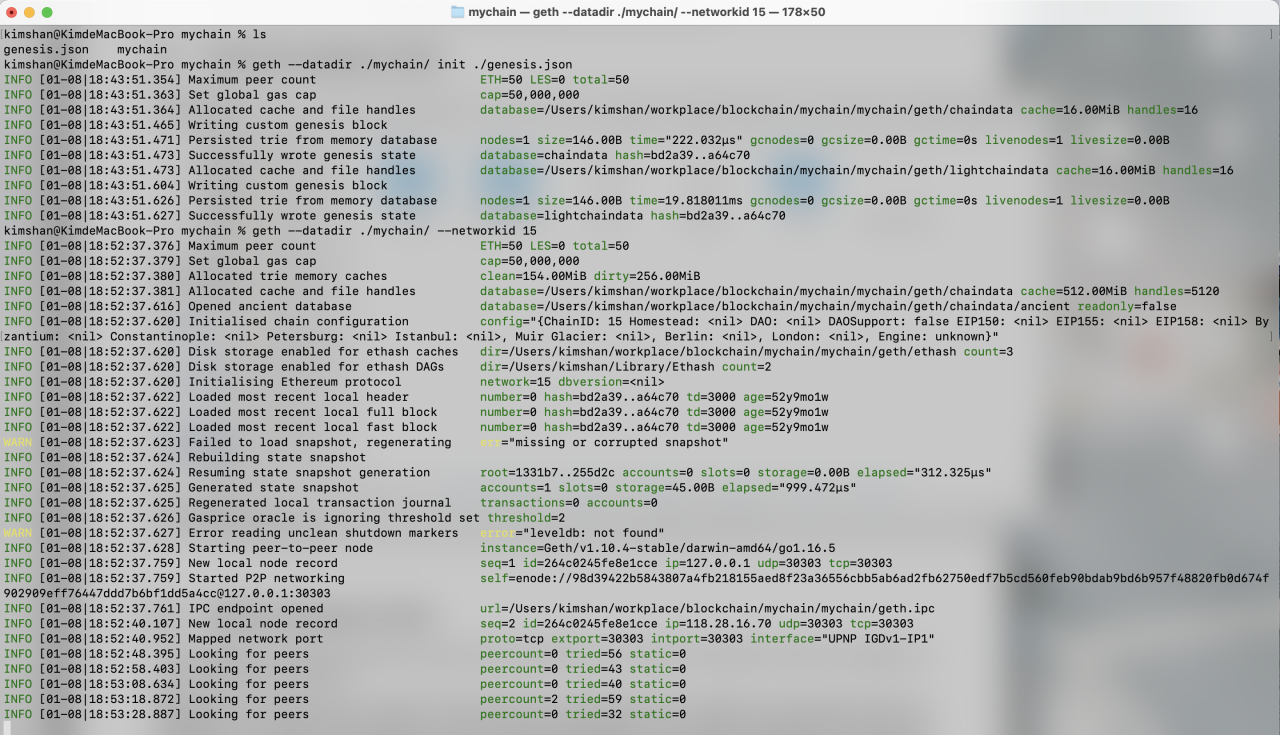 mychain — geth --datadir ./mychain/ --networkid 15 — 178×50
kimshan@KimdeMacBook-Pro mychain % ls
genesis.json    mychain
kimshan@KimdeMacBook-Pro mychain % geth --datadir ./mychain/ init ./genesis.json
INFO [01-08|18:43:51.354] Maximum peer count                       ETH=50 LES=0 total=50
INFO [01-08|18:43:51.363] Set global gas cap                       cap=50,000,000
INFO [01-08|18:43:51.364] Allocated cache and file handles         database=/Users/kimshan/workplace/blockchain/mychain/mychain/geth/chaindata cache=16.00MiB handles=16
INFO [01-08|18:43:51.465] Writing custom genesis block
INFO [01-08|18:43:51.471] Persisted trie from memory database      nodes=1 size=146.00B time="222.032µs" gcnodes=0 gcsize=0.00B gctime=0s livenodes=1 livesize=0.00B
INFO [01-08|18:43:51.473] Successfully wrote genesis state         database=chaindata hash=bd2a39..a64c70
INFO [01-08|18:43:51.473] Allocated cache and file handles         database=/Users/kimshan/workplace/blockchain/mychain/mychain/geth/lightchaindata cache=16.00MiB handles=16
INFO [01-08|18:43:51.604] Writing custom genesis block
INFO [01-08|18:43:51.626] Persisted trie from memory database      nodes=1 size=146.00B time=19.818011ms gcnodes=0 gcsize=0.00B gctime=0s livenodes=1 livesize=0.00B
INFO [01-08|18:43:51.627] Successfully wrote genesis state         database=lightchaindata hash=bd2a39..a64c70
kimshan@KimdeMacBook-Pro mychain % geth --datadir ./mychain/ --networkid 15
INFO [01-08|18:52:37.376] Maximum peer count                       ETH=50 LES=0 total=50
INFO [01-08|18:52:37.379] Set global gas cap                       cap=50,000,000
INFO [01-08|18:52:37.380] Allocated trie memory caches             clean=154.00MiB dirty=256.00MiB
INFO [01-08|18:52:37.381] Allocated cache and file handles         database=/Users/kimshan/workplace/blockchain/mychain/mychain/geth/chaindata cache=512.00MiB handles=5120
INFO [01-08|18:52:37.616] Opened ancient database                  database=/Users/kimshan/workplace/blockchain/mychain/mychain/geth/chaindata/ancient readonly=false
INFO [01-08|18:52:37.620] Initialised chain configuration          config="{ChainID: 15 Homestead: <nil> DAO: <nil> DAOSupport: false EIP150: <nil> EIP155: <nil> EIP158: <nil> By
zantium: <nil> Constantinople: <nil> Petersburg: <nil> Istanbul: <nil>, Muir Glacier: <nil>, Berlin: <nil>, London: <nil>, Engine: unknown}"
INFO [01-08|18:52:37.620] Disk storage enabled for ethash caches   dir=/Users/kimshan/workplace/blockchain/mychain/mychain/geth/ethash count=3
INFO [01-08|18:52:37.620] Disk storage enabled for ethash DAGs     dir=/Users/kimshan/Library/Ethash count=2
INFO [01-08|18:52:37.620] Initialising Ethereum protocol           network=15 dbversion=<nil>
INFO [01-08|18:52:37.622] Loaded most recent local header          number=0 hash=bd2a39..a64c70 td=3000 age=52y9mo1w
INFO [01-08|18:52:37.622] Loaded most recent local full block      number=0 hash=bd2a39..a64c70 td=3000 age=52y9mo1w
INFO [01-08|18:52:37.622] Loaded most recent local fast block      number=0 hash=bd2a39..a64c70 td=3000 age=52y9mo1w
WARN [01-08|18:52:37.623] Failed to load snapshot, regenerating    err="missing or corrupted snapshot"
INFO [01-08|18:52:37.624] Rebuilding state snapshot
INFO [01-08|18:52:37.624] Resuming state snapshot generation       root=1331b7..255d2c accounts=0 slots=0 storage=0.00B elapsed="312.325µs"
INFO [01-08|18:52:37.625] Generated state snapshot                 accounts=1 slots=0 storage=45.00B elapsed="999.472µs"
INFO [01-08|18:52:37.625] Regenerated local transaction journal    transactions=0 accounts=0
INFO [01-08|18:52:37.626] Gasprice oracle is ignoring threshold set threshold=2
WARN [01-08|18:52:37.627] Error reading unclean shutdown markers   error="leveldb: not found"
INFO [01-08|18:52:37.628] Starting peer-to-peer node               instance=Geth/v1.10.4-stable/darwin-amd64/go1.16.5
INFO [01-08|18:52:37.759] New local node record                    seq=1 id=264c0245fe8e1cce ip=127.0.0.1 udp=30303 tcp=30303
INFO [01-08|18:52:37.759] Started P2P networking                   self=enode://98d39422b5843807a4fb218155aed8f23a36556cbb5ab6ad2fb62750edf7b5cd560feb90bdab9bd6b957f48820fb0d674f
902909eff76447ddd7b6bf1dd5a4cc@127.0.0.1:30303
INFO [01-08|18:52:37.761] IPC endpoint opened                      url=/Users/kimshan/workplace/blockchain/mychain/mychain/geth.ipc
INFO [01-08|18:52:40.107] New local node record                    seq=2 id=264c0245fe8e1cce ip=118.28.16.70 udp=30303 tcp=30303
INFO [01-08|18:52:40.952] Mapped network port                      proto=tcp extport=30303 intport=30303 interface="UPNP IGDv1-IP1"
INFO [01-08|18:52:48.395] Looking for peers                        peercount=0 tried=56 static=0
INFO [01-08|18:52:58.403] Looking for peers                        peercount=0 tried=43 static=0
INFO [01-08|18:53:08.634] Looking for peers                        peercount=0 tried=40 static=0
INFO [01-08|18:53:18.872] Looking for peers                        peercount=2 tried=59 static=0
INFO [01-08|18:53:28.887] Looking for peers                        peercount=0 tried=32 static=0